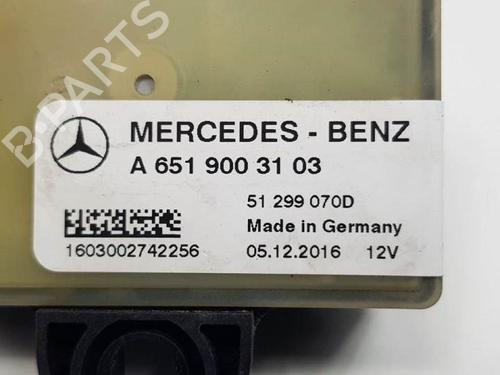 B-PARTS
MERCEDES - BENZ
A 651 900 31 03
51 299 070D
Made in Germany
1603002742256
05.12.2016 12V